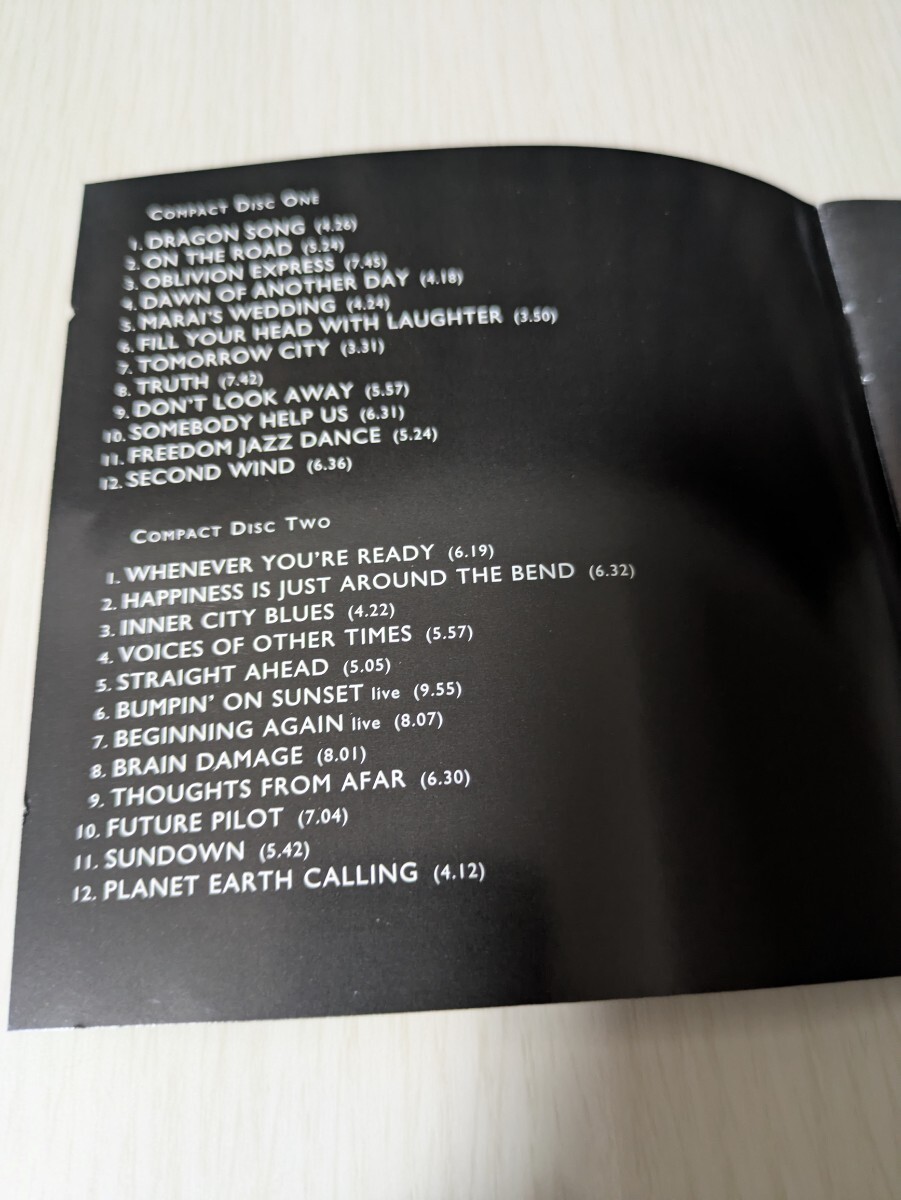 COMPACT DISC ONE
1. DRAGON SONG (4.26)
2. ON THE ROAD (5.24)
3. OBLIVION EXPRESS (7.45)
4. DAWN OF ANOTHER DAY (4.18)
5. MARAI'S WEDDING (4.24)
6. FILL YOUR HEAD WITH LAUGHTER (3.50)
7. TOMORROW CITY (3.31)
8. TRUTH (7.42)
9. DON'T LOOK AWAY (5.57)
10. SOMEBODY HELP US (6.31)
11. FREEDOM JAZZ DANCE (5.24)
12. SECOND WIND (6.36)
COMPACT DISC TWO
1. WHENEVER YOU'RE READY (6.19)
2. HAPPINESS IS JUST AROUND THE BEND (6.32)
3. INNER CITY BLUES (4.22)
4. VOICES OF OTHER TIMES (5.57)
5. STRAIGHT AHEAD (5.05)
6. BUMPIN' ON SUNSET live (9.55)
7. BEGINNING AGAIN live (8.07)
8. BRAIN DAMAGE (8.01)
9. THOUGHTS FROM AFAR (6.30)
10. FUTURE PILOT (7.04)
11. SUNDOWN (5.42)
12. PLANET EARTH CALLING (4.12)